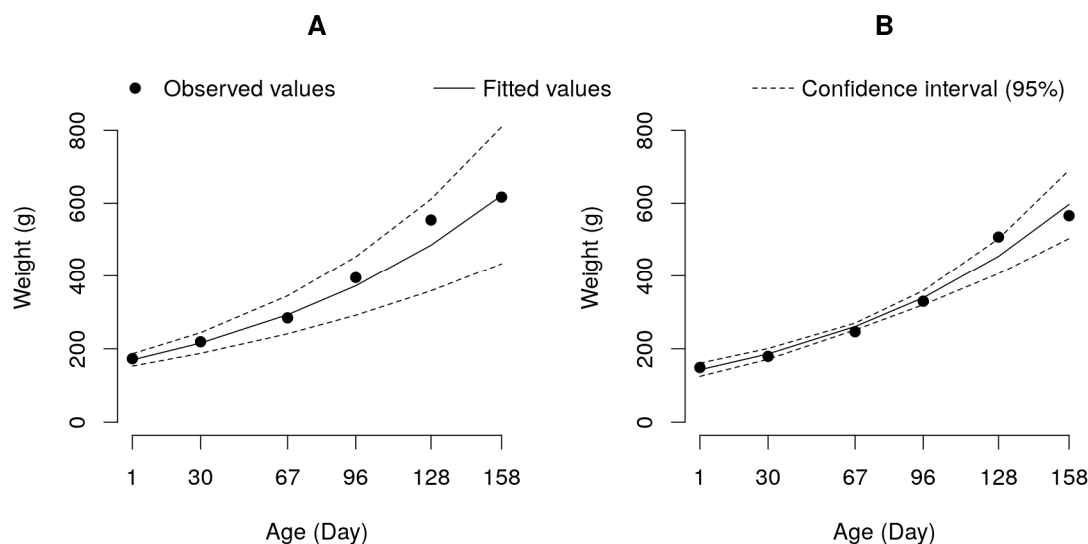 A
B
Observed values
Fitted values
Confidence interval (95%)
Weight (g)
800
600
400
200
0
1 30 67 96 128 158
Age (Day)
Weight (g)
800
600
400
200
0
1 30 67 96 128 158
Age (Day)